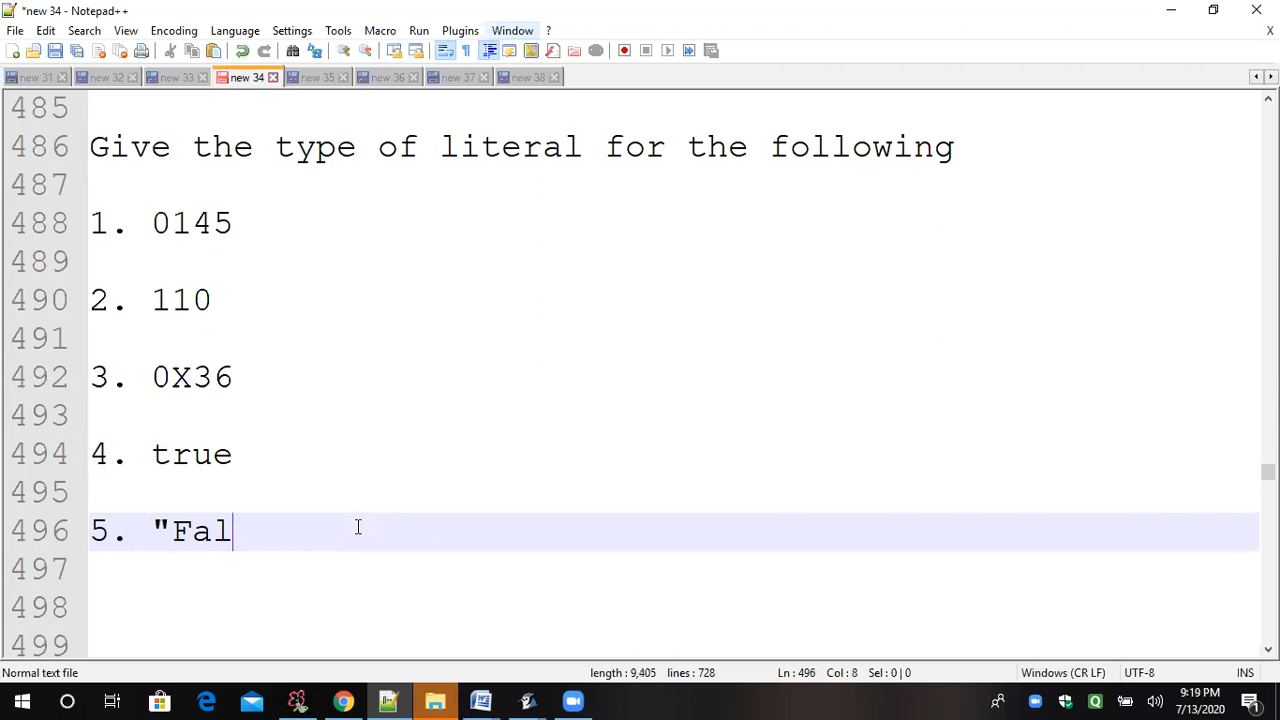 *new 34 - Notepad++
File Edit Search View Encoding Language Settings Tools Macro Run Plugins Window ? X
new 31 new 32 new 33 new 34 new 35 new 36 new 37 new 38
485
486 Give the type of literal for the following
487
488 1. 0145
489
490 2. 110
491
492 3. 0X36
493
494 4. true
495
496 5. "Fal
497
498
499
Normal text file length : 9,405 lines : 728 Ln : 496 Col : 8 Sel : 0 | 0 Windows (CR LF) UTF-8 INS
9:19 PM
7/13/2020